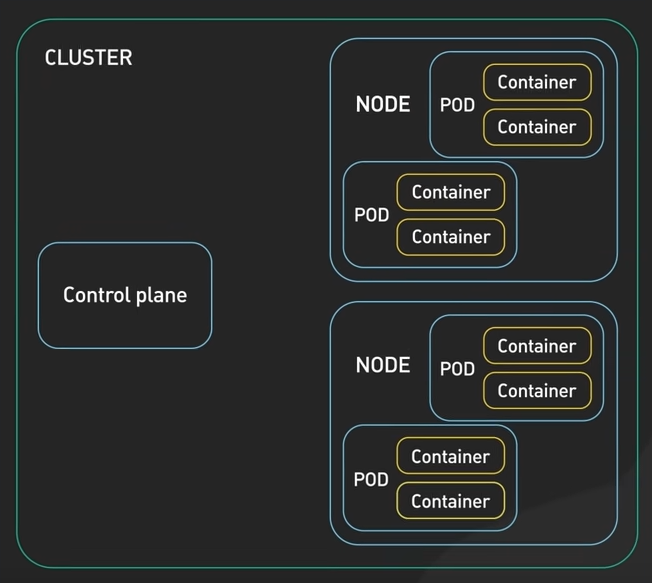 CLUSTER
NODE
POD
Container
Container
POD
Container
Container
Control plane
NODE
POD
Container
Container
POD
Container
Container